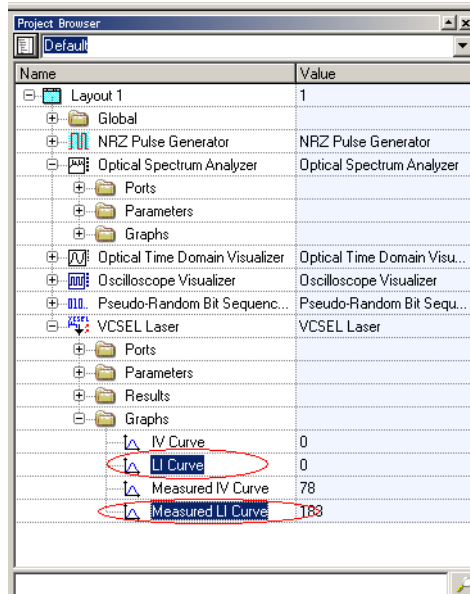 Project Browser
Default
Name Value
Layout 1 1
Global
NRZ Pulse Generator NRZ Pulse Generator
Optical Spectrum Analyzer Optical Spectrum Analyzer
Ports
Parameters
Graphs
Optical Time Domain Visualizer Optical Time Domain Visu...
Oscilloscope Visualizer Oscilloscope Visualizer
Pseudo-Random Bit Sequenc... Pseudo-Random Bit Sequ...
VCSEL Laser VCSEL Laser
Ports
Parameters
Results
Graphs
IV Curve 0
LI Curve 0
Measured IV Curve 78
Measured LI Curve 183